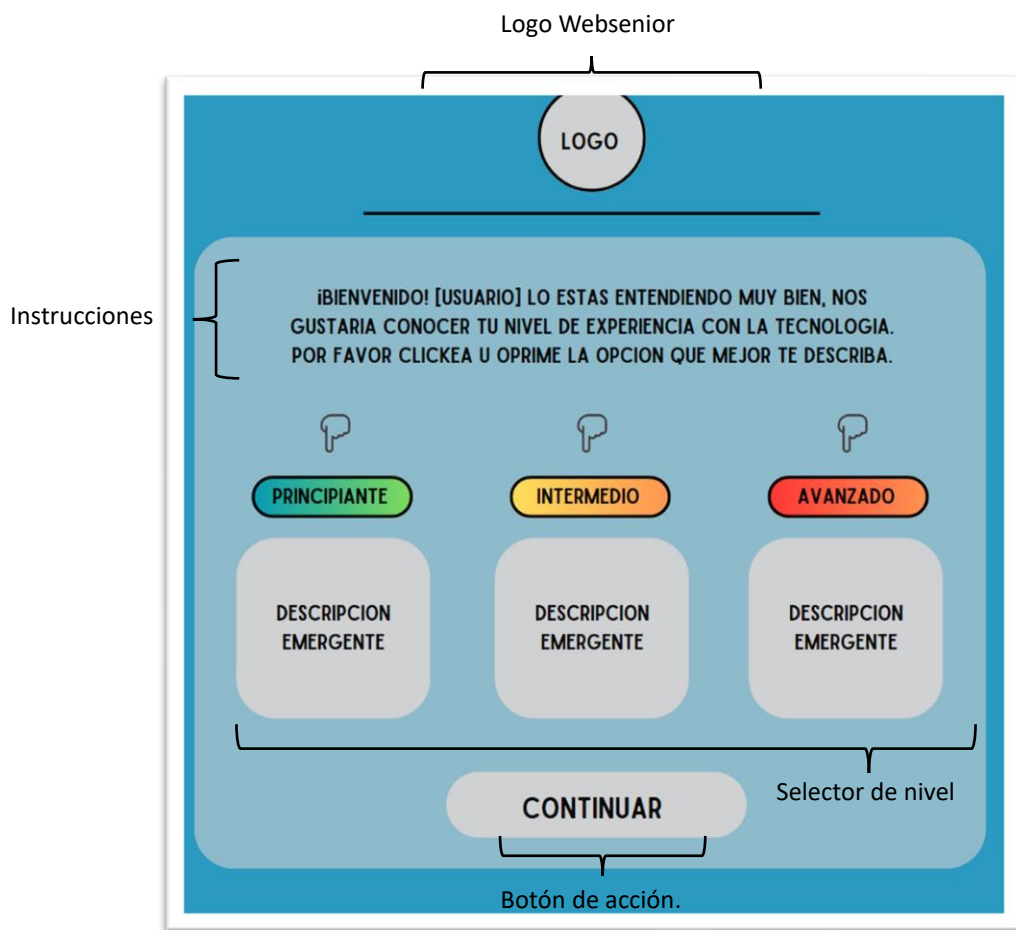 Logo Websenior
LOGO
Instrucciones
¡BIENVENIDO! [USUARIO] LO ESTAS ENTENDIENDO MUY BIEN, NOS
GUSTARIA CONOCER TU NIVEL DE EXPERIENCIA CON LA TECNOLOGIA.
POR FAVOR CLICKEA U OPRIME LA OPCION QUE MEJOR TE DESCRIBA.
PRINCIPIANTE
INTERMEDIO
AVANZADO
DESCRIPCION
EMERGENTE
DESCRIPCION
EMERGENTE
DESCRIPCION
EMERGENTE
Selector de nivel
CONTINUAR
Botón de acción.